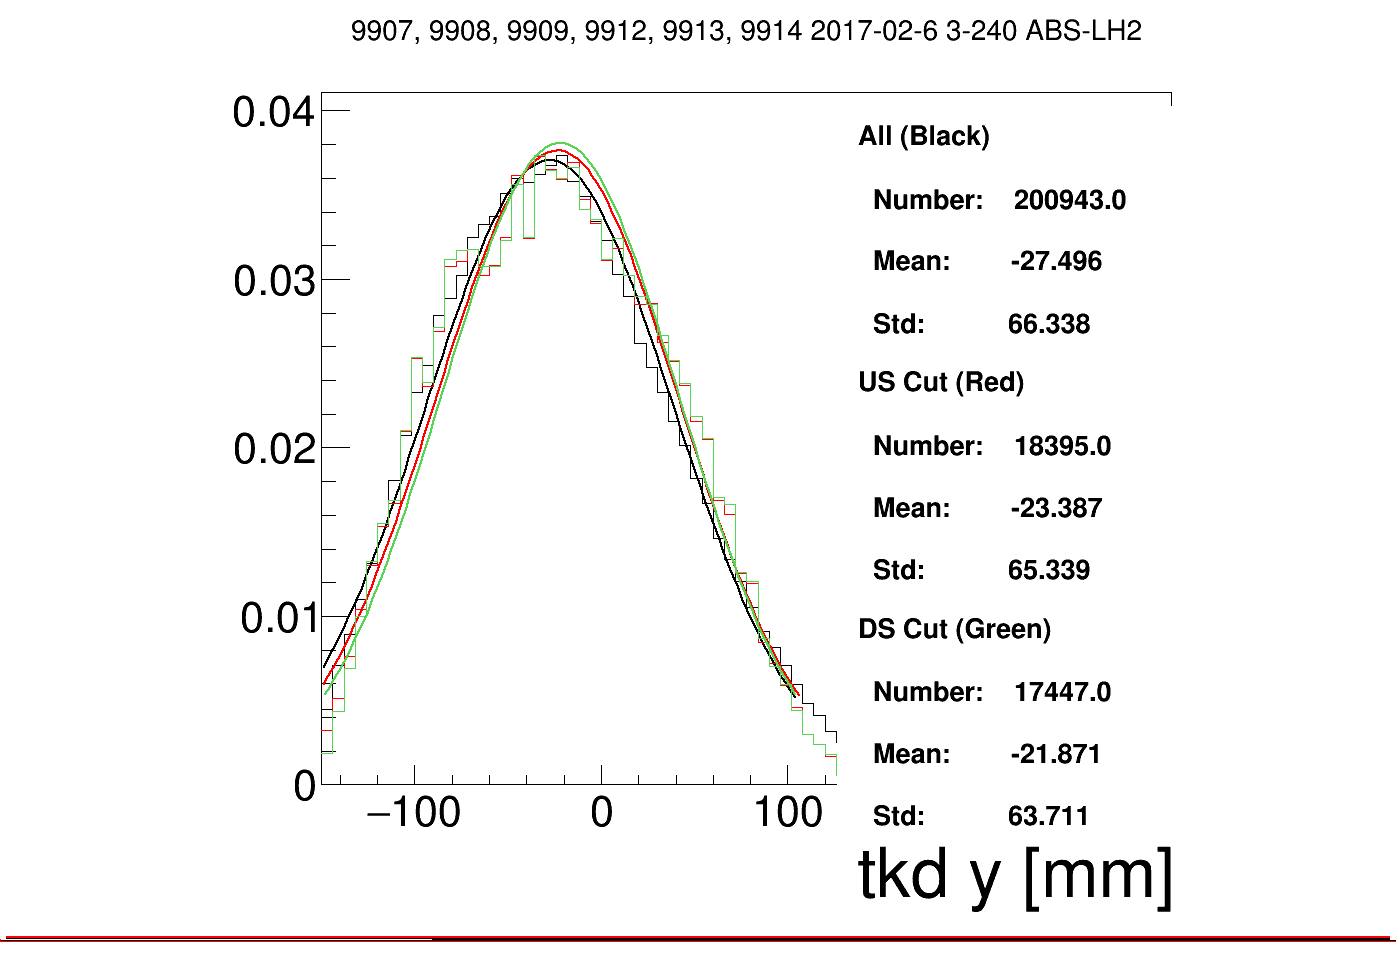 9907, 9908, 9909, 9912, 9913, 9914 2017-02-6 3-240 ABS-LH2
0.04
0.03
0.02
0.01
0
−100 0 100
All (Black)
Number: 200943.0
Mean: -27.496
Std: 66.338
US Cut (Red)
Number: 18395.0
Mean: -23.387
Std: 65.339
DS Cut (Green)
Number: 17447.0
Mean: -21.871
Std: 63.711
tkd y [mm]